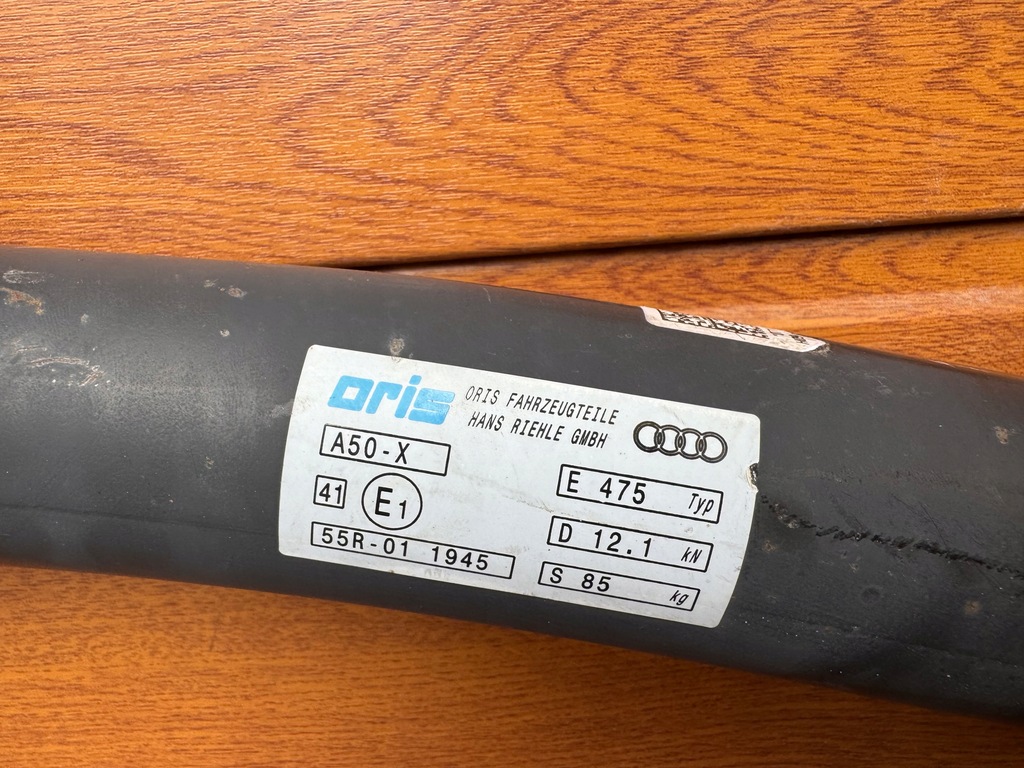 oris
ORIS FAHRZEUGTEILE
HANS RIEHLE GMBH
A50-X
41 E1
55R-01 1945
E 475 Typ
D 12.1 kN
S 85 kg